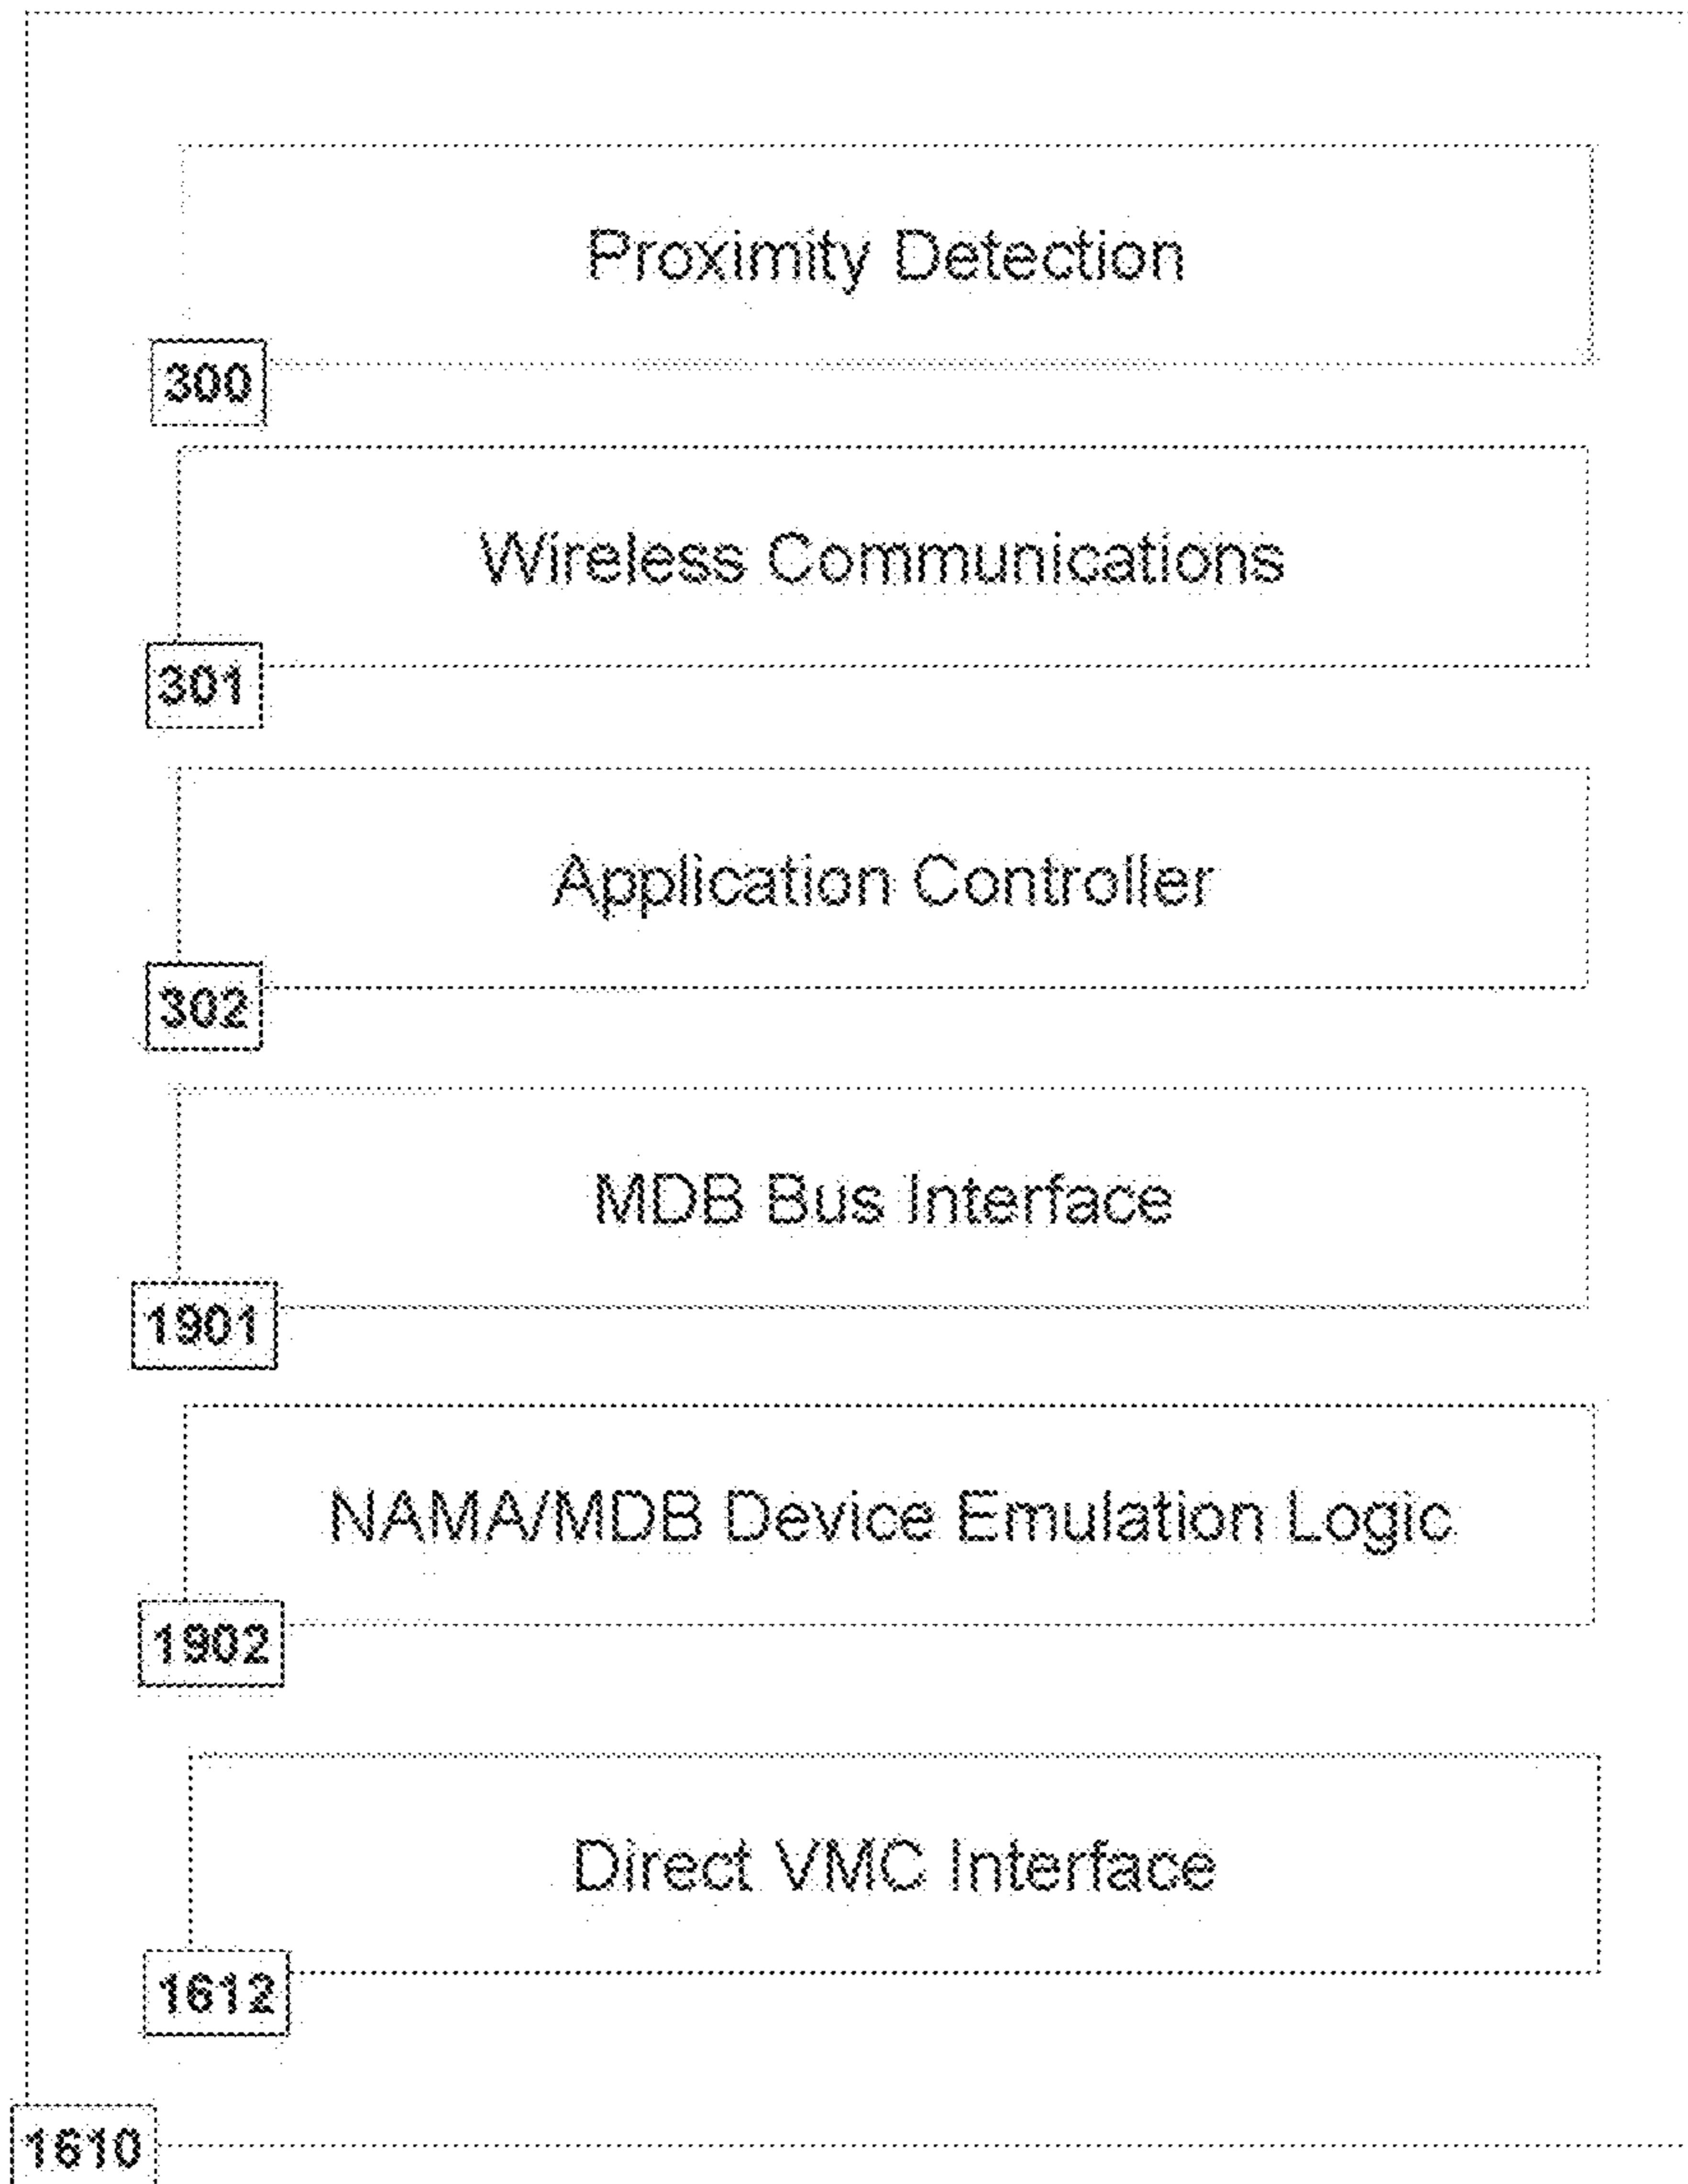 Proximity Detection
300
Wireless Communications
301
Application Controller
302
MDB Bus Interface
1901
NAMA/MDB Device Emulation Logic
1902
Direct VMC Interface
1612
1610